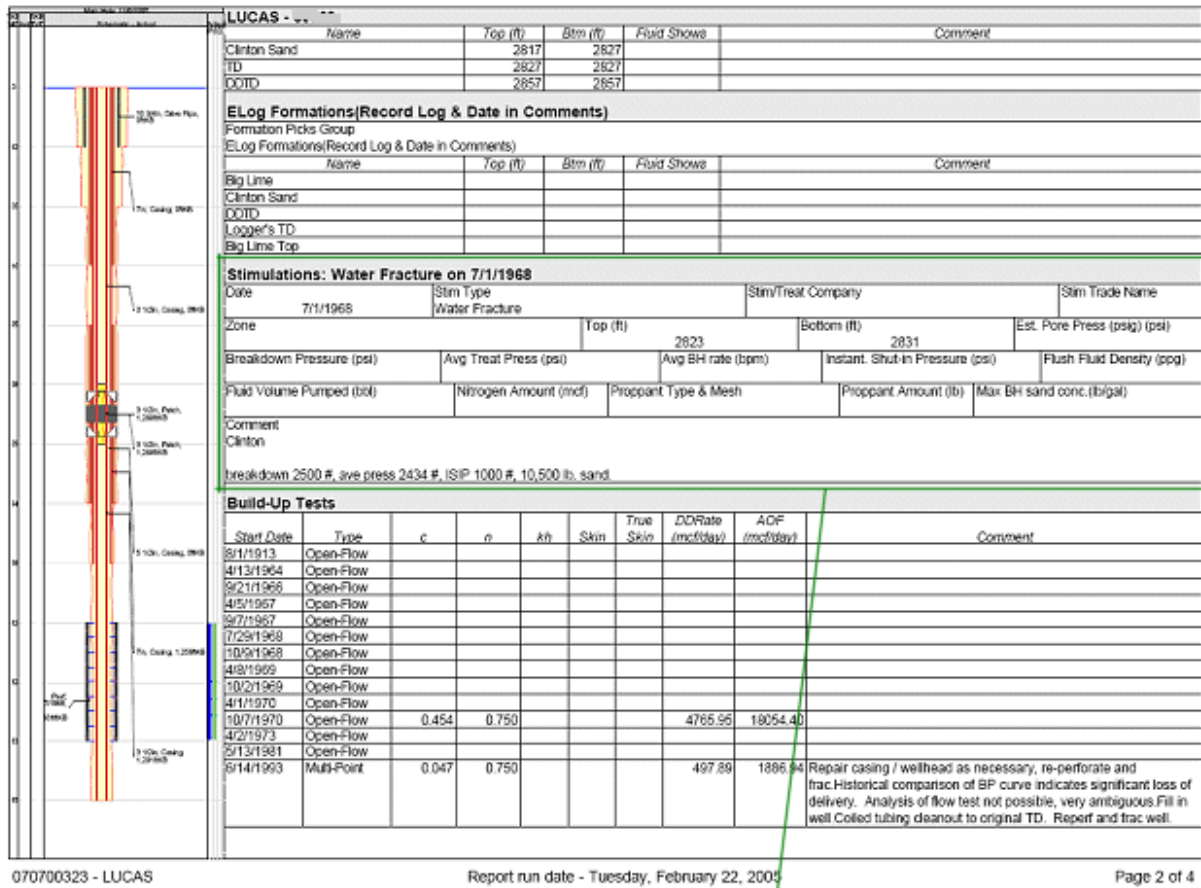 LUCAS -
Name Top (ft) Btm (ft) Fluid Shows Comment
Clinton Sand 2817 2827
TD 2827 2827
DDTD 2857 2857
ELog Formations(Record Log & Date in Comments)
Formation Picks Group
ELog Formations(Record Log & Date in Comments)
Name Top (ft) Btm (ft) Fluid Shows Comment
Big Lime
Clinton Sand
DDTD
Logger's TD
Big Lime Top
Stimulations: Water Fracture on 7/1/1968
Date Stim Type Stim/Treat Company Stim Trade Name
7/1/1968 Water Fracture
Zone Top (ft) Bottom (ft) Est. Pore Press (psig) (psi)
2823 2831
Breakdown Pressure (psi) Avg Treat Press (psi) Avg BH rate (bpm) Instant. Shut-in Pressure (psi) Flush Fluid Density (ppg)
Fluid Volume Pumped (bbl) Nitrogen Amount (mcf) Proppant Type & Mesh Proppant Amount (lb) Max BH sand conc.(lb/gal)
Comment
Clinton
breakdown 2500 #, ave press 2434 #, ISIP 1000 #, 10,500 lb. sand.
Build-Up Tests
Start Date Type c n kh Skin True Skin DDRate (mcf/day) AOF (mcf/day) Comment
8/1/1913 Open-Flow
4/13/1964 Open-Flow
9/21/1966 Open-Flow
4/5/1967 Open-Flow
9/7/1967 Open-Flow
7/29/1968 Open-Flow
10/9/1968 Open-Flow
4/8/1969 Open-Flow
10/2/1969 Open-Flow
4/1/1970 Open-Flow
10/7/1970 Open-Flow 0.454 0.750 4765.95 18054.40
4/2/1973 Open-Flow
5/13/1981 Open-Flow
6/14/1993 Multi-Point 0.047 0.750 497.89 1886.94 Repair casing / wellhead as necessary, re-perforate and
frac.Historical comparison of BP curve indicates significant loss of
delivery. Analysis of flow test not possible, very ambiguous.Fill in
well Coiled tubing cleanout to original TD. Reperf and frac well.
070700323 - LUCAS Report run date - Tuesday, February 22, 2005 Page 2 of 4